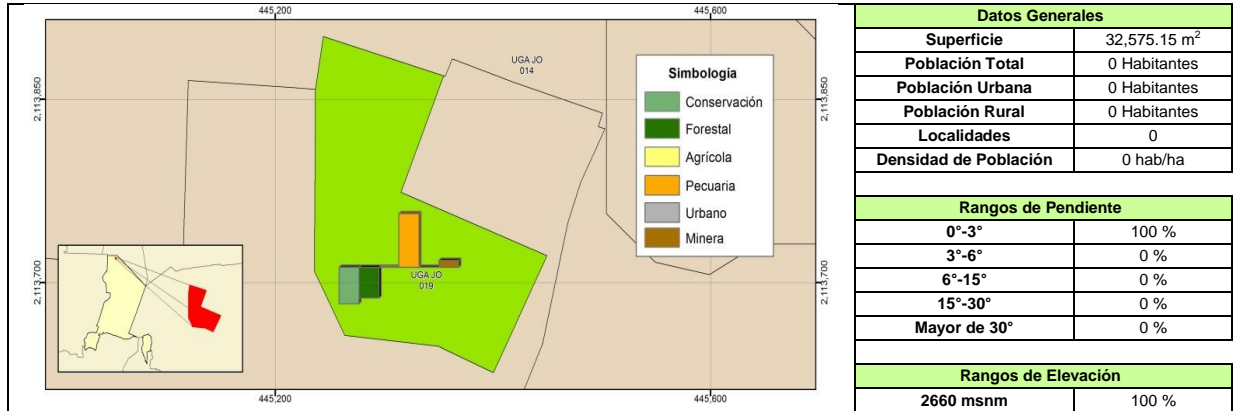 445,200
445,600
2,113,850
2,113,850
UGA JO
014
Simbología
Conservación
Forestal
Agrícola
Pecuaria
Urbano
Minera
2,113,700
2,113,700
UGA JO
019
445,200
445,600
Datos Generales
Superficie 32,575.15 m2
Población Total 0 Habitantes
Población Urbana 0 Habitantes
Población Rural 0 Habitantes
Localidades 0
Densidad de Población 0 hab/ha
Rangos de Pendiente
0°-3° 100 %
3°-6° 0 %
6°-15° 0 %
15°-30° 0 %
Mayor de 30° 0 %
Rangos de Elevación
2660 msnm 100 %